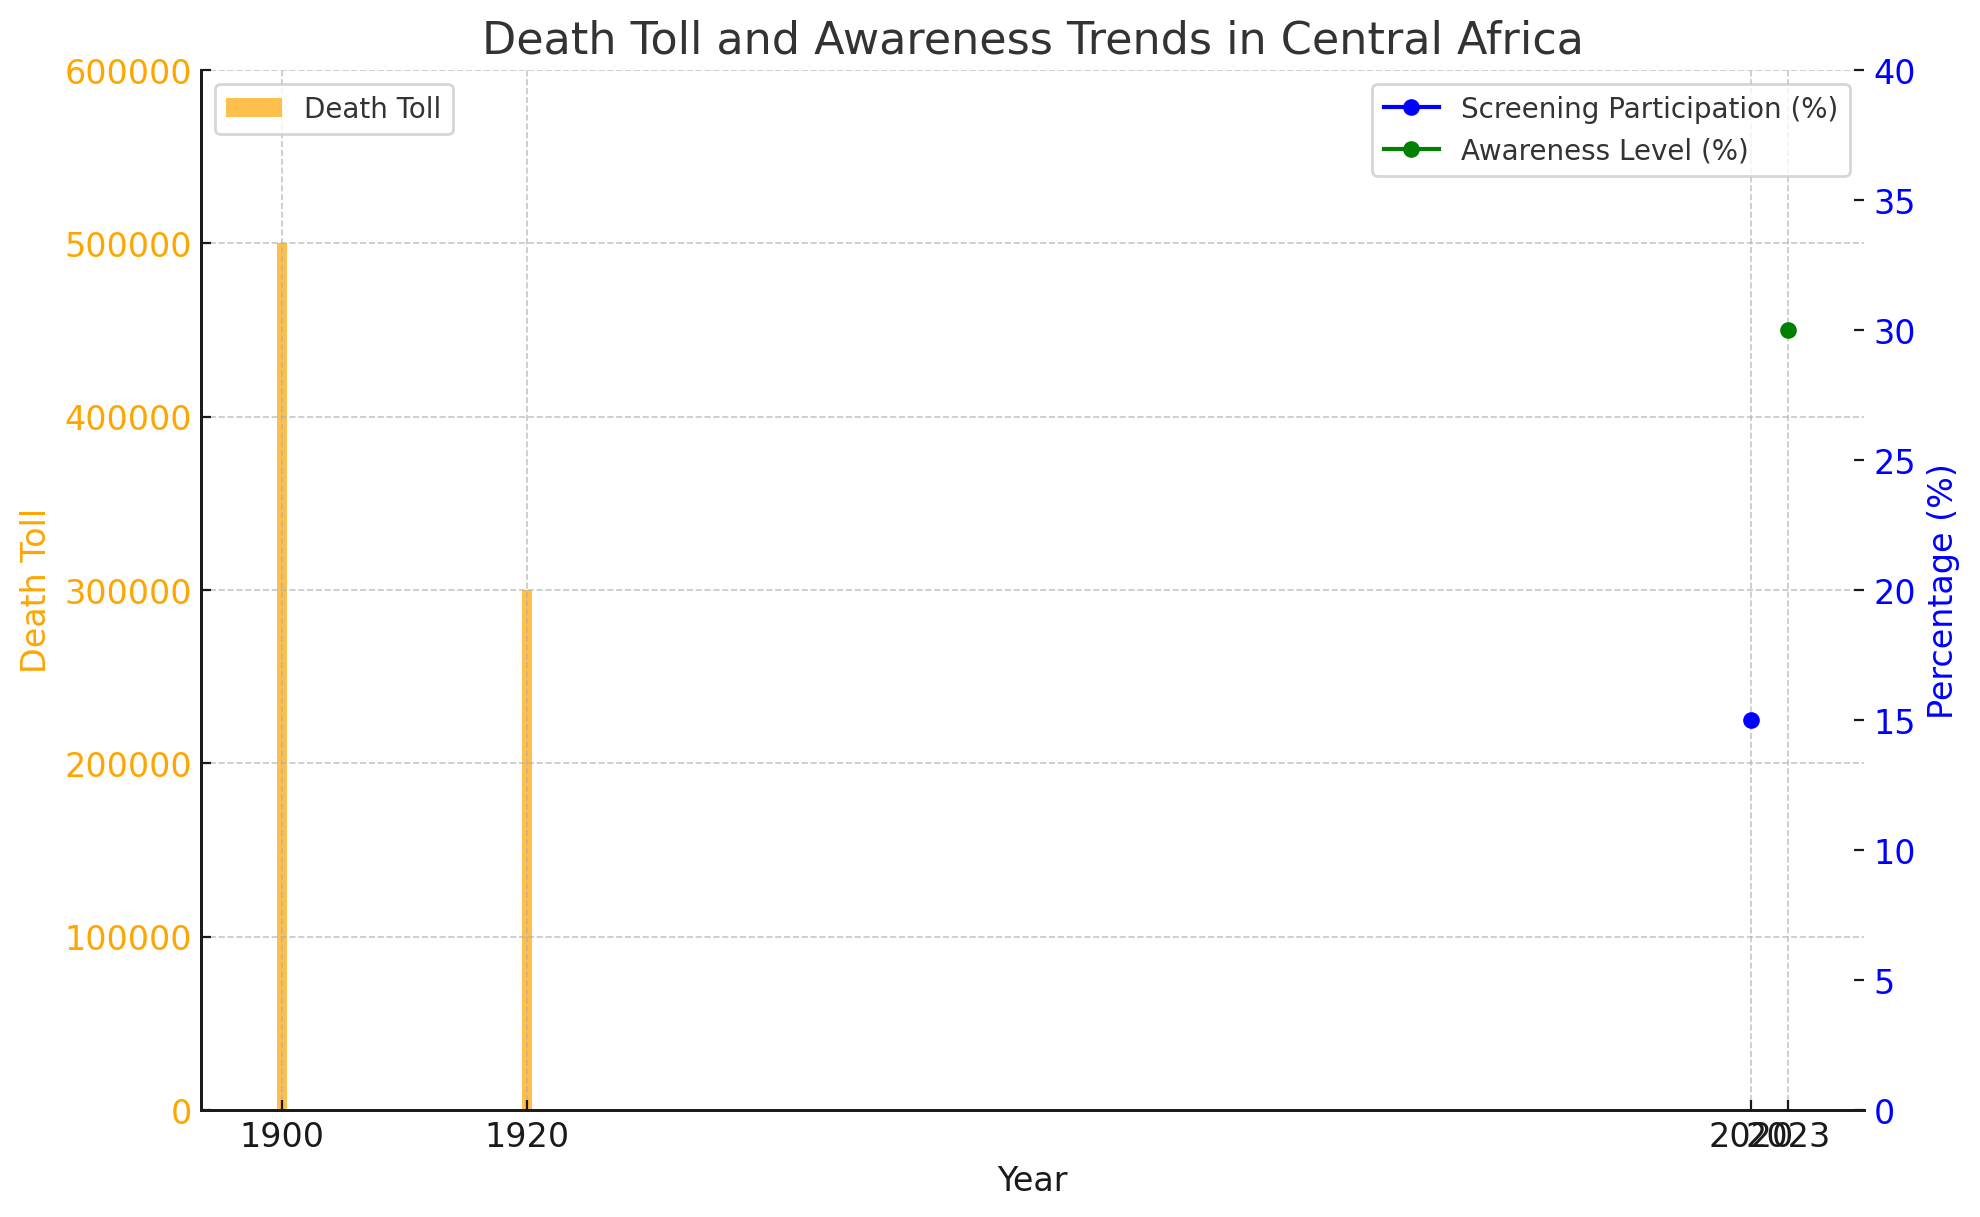 Death Toll and Awareness Trends in Central Africa
Death Toll
Screening Participation (%)
Awareness Level (%)
600000
500000
400000
300000
200000
100000
0
Death Toll
40
35
30
25
20
15
10
5
0
Percentage (%)
1900 1920 2020 2023
Year